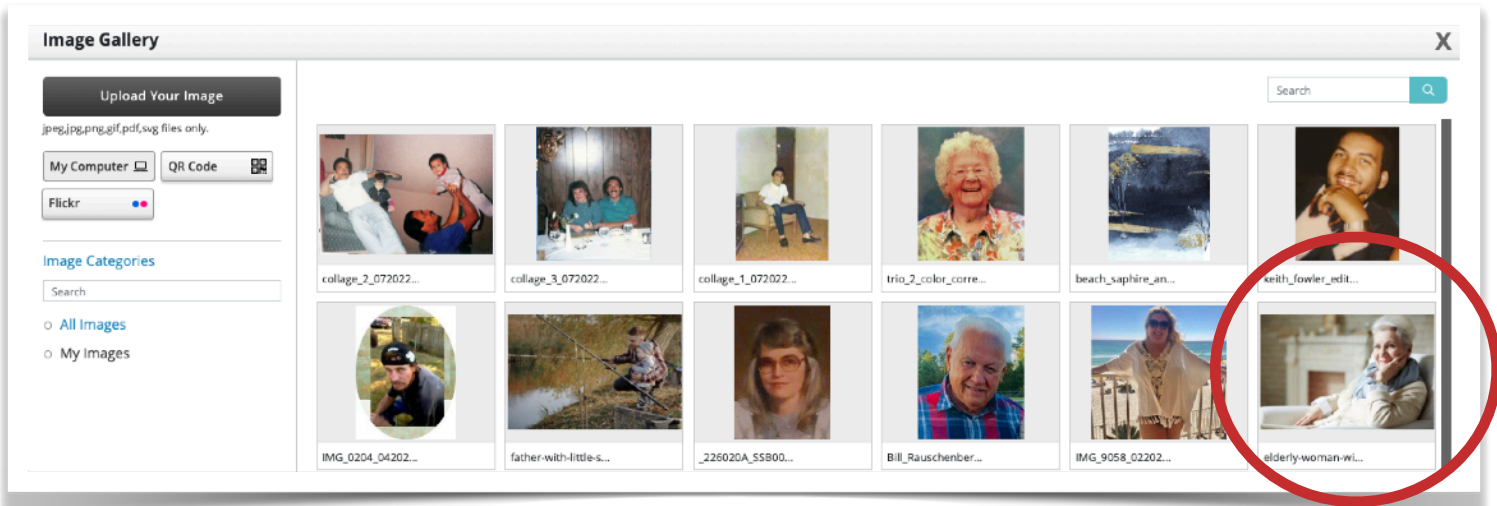 Image Gallery
X
Upload Your Image
jpeg,jpg,png,gif,pdf,svg files only.
My Computer
QR Code
Flickr
Image Categories
Search
All Images
My Images
Search
collage_2_072022...
collage_3_072022...
collage_1_072022...
trio_2_color_corre...
beach_saphire_an...
keith_fowler_edit...
IMG_0204_04202...
father-with-little-s...
_226020A_SSB00...
Bill_Rauschenber...
IMG_9058_02202...
elderly-woman-wi...